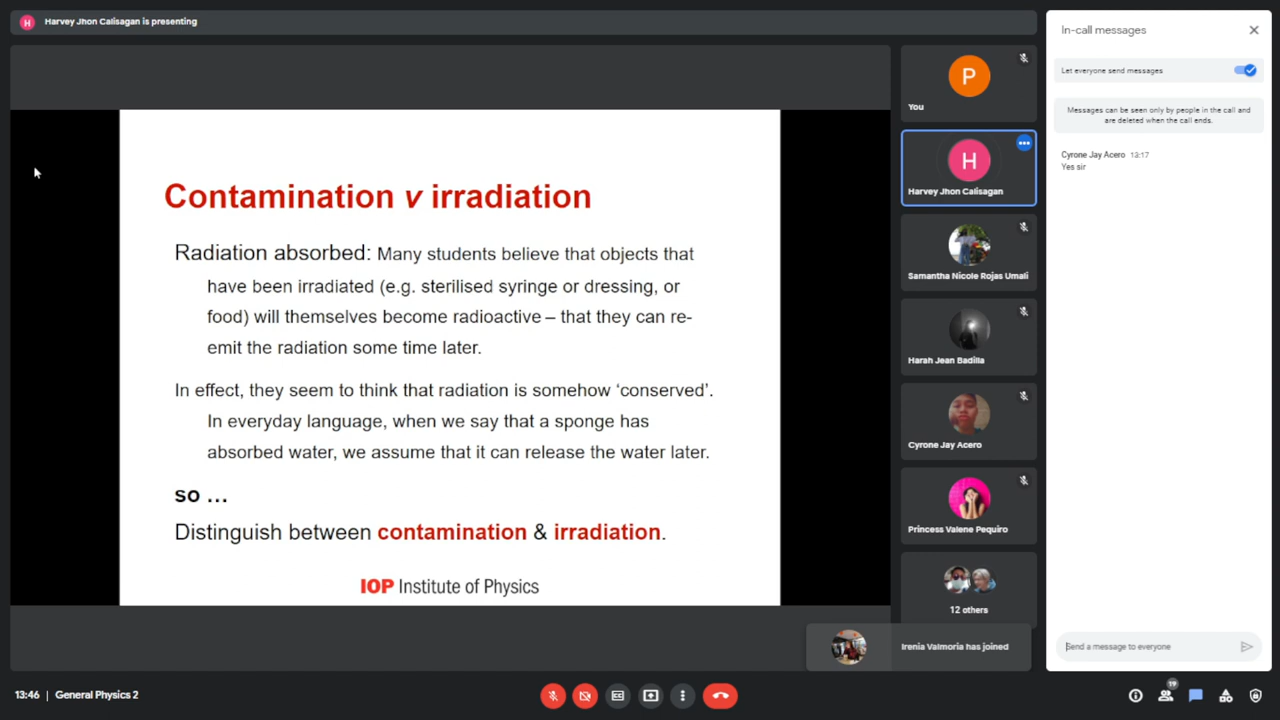 H
Harvey Jhon Calisagan is presenting
Contamination v irradiation
Radiation absorbed: Many students believe that objects that
have been irradiated (e.g. sterilised syringe or dressing, or
food) will themselves become radioactive – that they can re-
emit the radiation some time later.
In effect, they seem to think that radiation is somehow ‘conserved’.
In everyday language, when we say that a sponge has
absorbed water, we assume that it can release the water later.
so …
Distinguish between contamination & irradiation.
IOP Institute of Physics
P
You
H
Harvey Jhon Calisagan
Samantha Nicole Rojas Umali
Harah Jean Badilla
Cyrone Jay Acero
Princess Valene Pequiro
12 others
Irenia Valmoria has joined
In-call messages
Let everyone send messages
Messages can be seen only by people in the call and
are deleted when the call ends.
Cyrone Jay Acero 13:17
Yes sir
Send a message to everyone
13:46 | General Physics 2
19